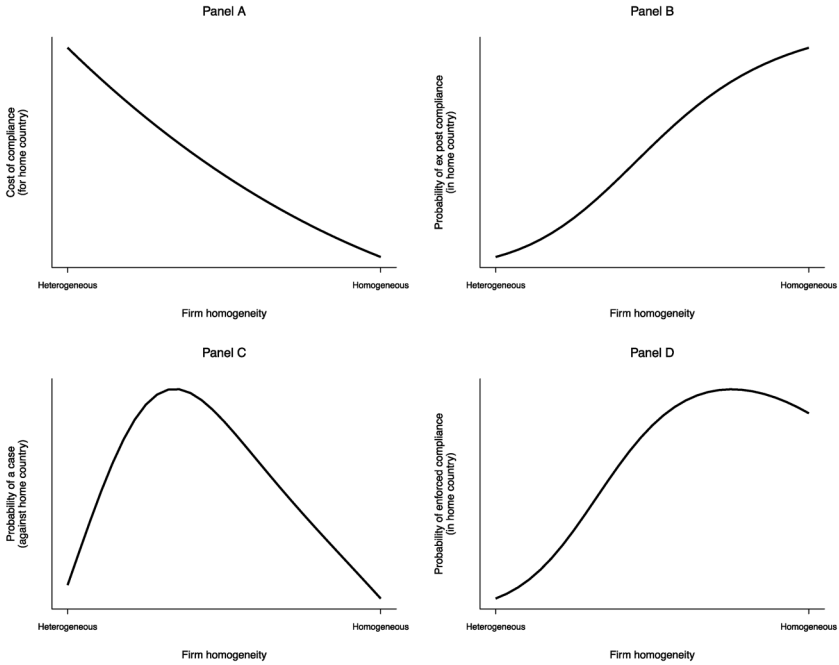 Panel A
Cost of compliance
(for home country)
Heterogeneous
Homogeneous
Firm homogeneity
Panel B
Probability of ex post compliance
(in home country)
Heterogeneous
Homogeneous
Firm homogeneity
Panel C
Probability of a case
(against home country)
Heterogeneous
Homogeneous
Firm homogeneity
Panel D
Probability of enforced compliance
(in home country)
Heterogeneous
Homogeneous
Firm homogeneity